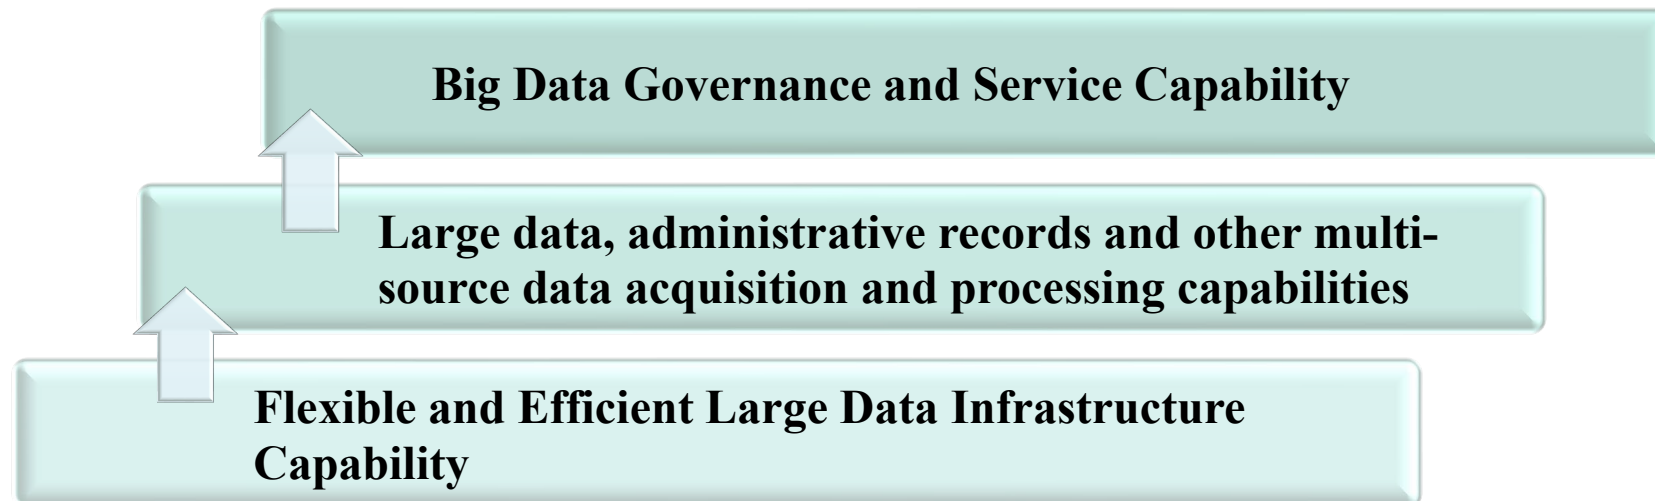 Big Data Governance and Service Capability
Large data, administrative records and other multi-
source data acquisition and processing capabilities
Flexible and Efficient Large Data Infrastructure
Capability